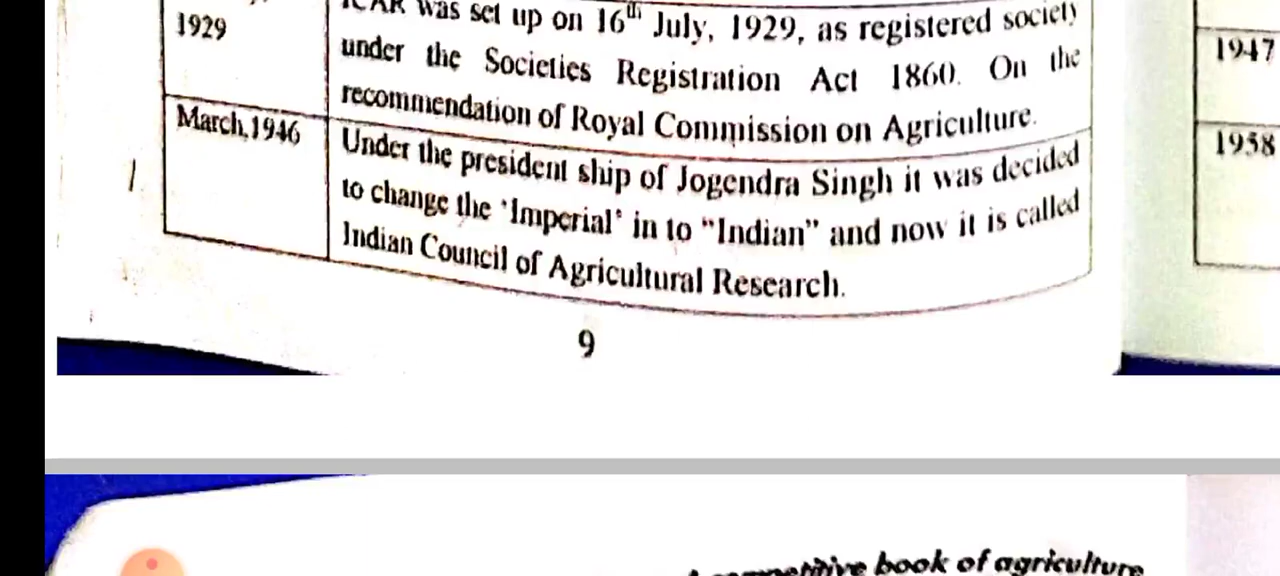 1929
ICAR was set up on 16th July, 1929, as registered society
under the Societies Registration Act 1860. On the
recommendation of Royal Commission on Agriculture.
March,1946
Under the president ship of Jogendra Singh it was decided
to change the 'Imperial' in to "Indian" and now it is called
Indian Council of Agricultural Research.
9
1947
1958
competitive book of agriculture